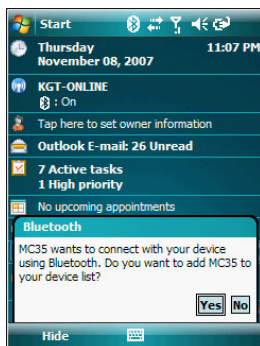 Start
Thursday 11:07 PM
November 08, 2007
KGT-ONLINE
: On
Tap here to set owner information
Outlook E-mail: 26 Unread
7 Active tasks
1 High priority
No upcoming appointments
Bluetooth
MC35 wants to connect with your device
using Bluetooth. Do you want to add MC35 to
your device list?
Yes No
Hide